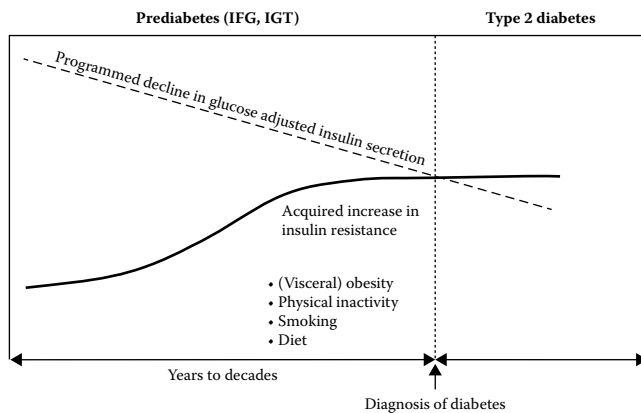 Prediabetes (IFG, IGT)
Type 2 diabetes
Programmed decline in glucose adjusted insulin secretion
Acquired increase in
insulin resistance
• (Visceral) obesity
• Physical inactivity
• Smoking
• Diet
Years to decades
Diagnosis of diabetes